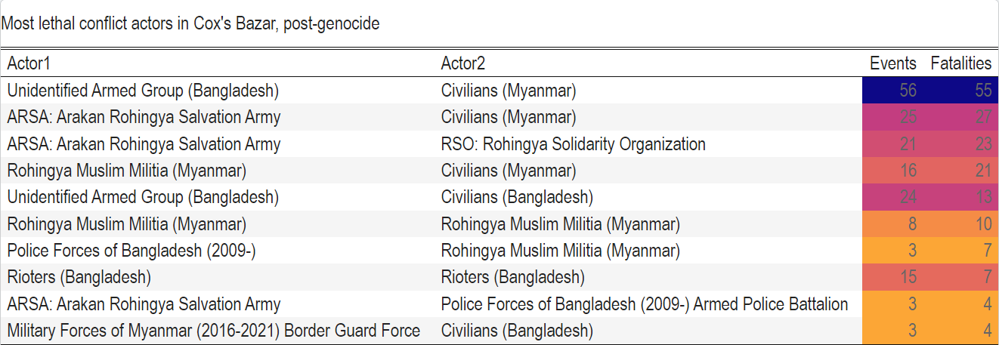 Most lethal conflict actors in Cox's Bazar, post-genocide
Actor1 Actor2 Events Fatalities
Unidentified Armed Group (Bangladesh) Civilians (Myanmar) 56 55
ARSA: Arakan Rohingya Salvation Army Civilians (Myanmar) 25 27
ARSA: Arakan Rohingya Salvation Army RSO: Rohingya Solidarity Organization 21 23
Rohingya Muslim Militia (Myanmar) Civilians (Myanmar) 16 21
Unidentified Armed Group (Bangladesh) Civilians (Bangladesh) 24 13
Rohingya Muslim Militia (Myanmar) Rohingya Muslim Militia (Myanmar) 8 10
Police Forces of Bangladesh (2009-) Rohingya Muslim Militia (Myanmar) 3 7
Rioters (Bangladesh) Rioters (Bangladesh) 15 7
ARSA: Arakan Rohingya Salvation Army Police Forces of Bangladesh (2009-) Armed Police Battalion 3 4
Military Forces of Myanmar (2016-2021) Border Guard Force Civilians (Bangladesh) 3 4